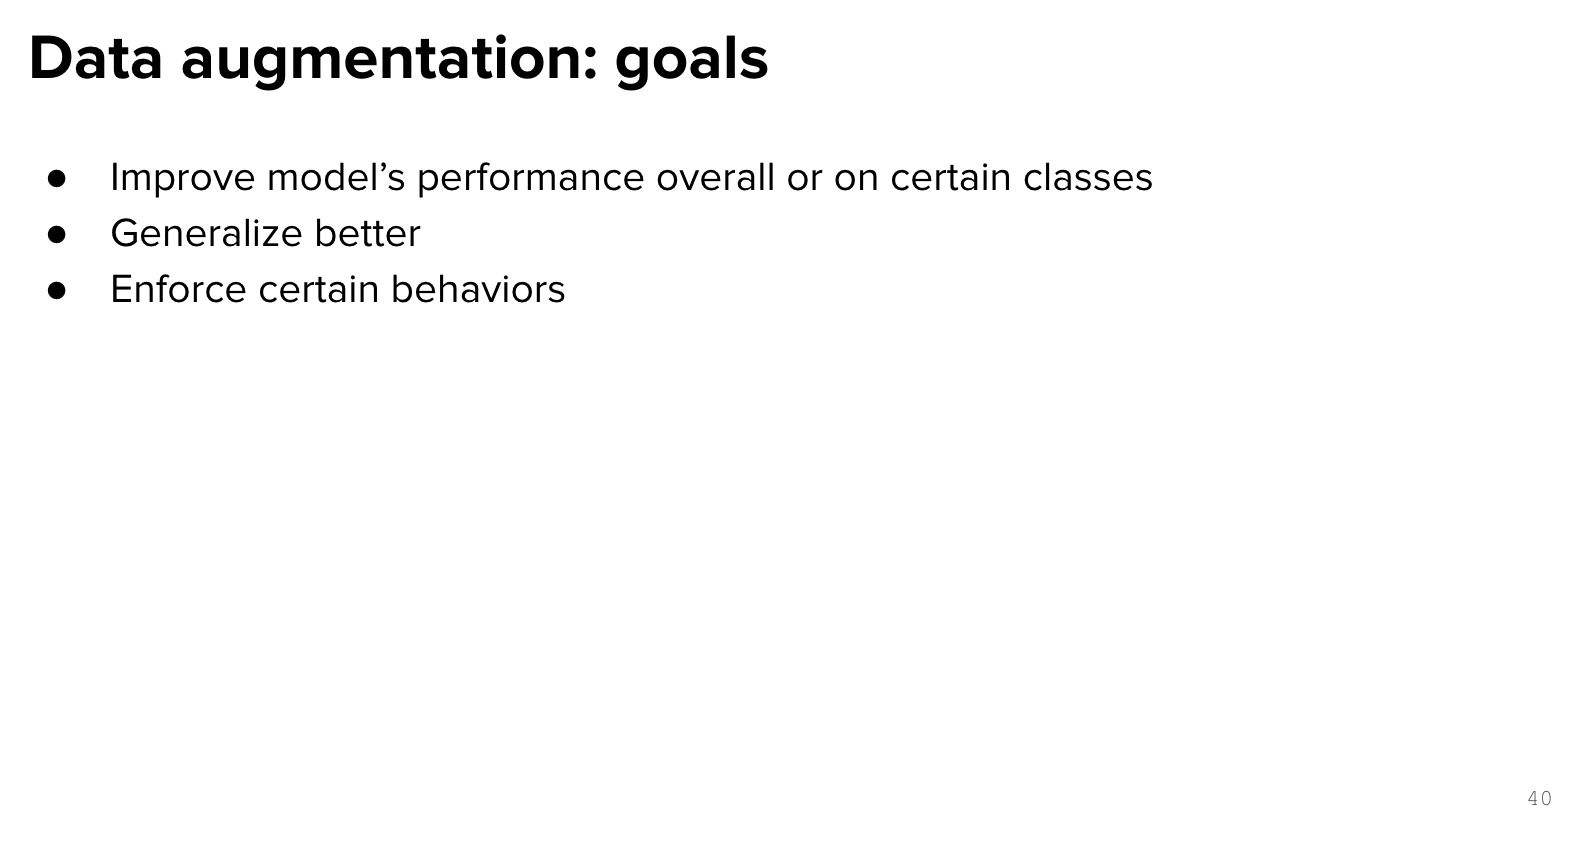 Data augmentation: goals
● Improve model’s performance overall or on certain classes
● Generalize better
● Enforce certain behaviors
40